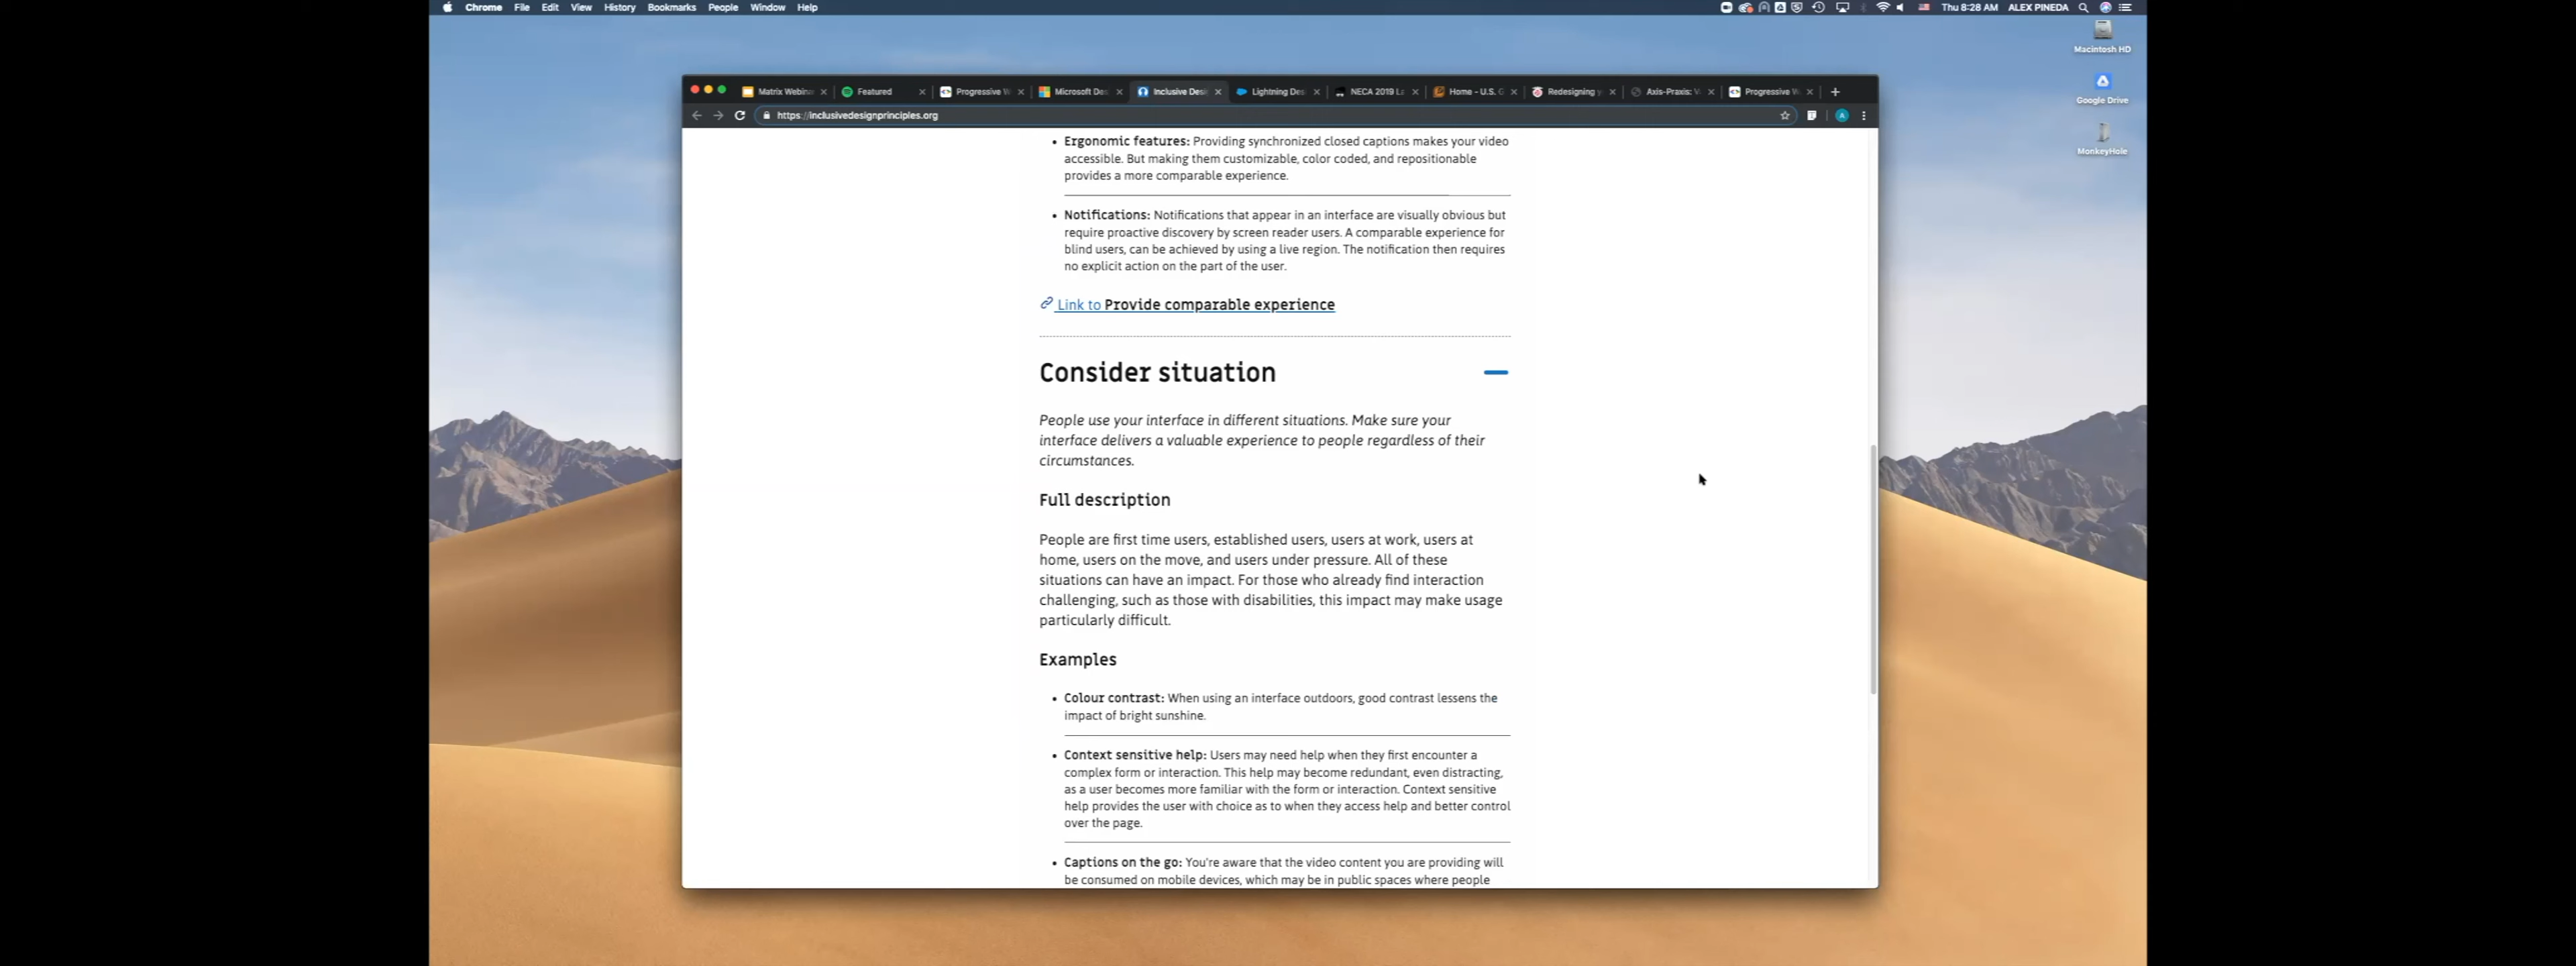 Chrome File Edit View History Bookmarks People Window Help Thu 8:28 AM ALEX PINEDA
Macintosh HD
Google Drive
MonkeyHole
Matrix Webina Featured Progressive W Microsoft Des Inclusive Desi Lightning Des NECA 2019 La Home - U.S. G Redesigning y Axis-Praxis: V Progressive W
https://inclusivedesignprinciples.org
• Ergonomic features: Providing synchronized closed captions makes your video
accessible. But making them customizable, color coded, and repositionable
provides a more comparable experience.
• Notifications: Notifications that appear in an interface are visually obvious but
require proactive discovery by screen reader users. A comparable experience for
blind users, can be achieved by using a live region. The notification then requires
no explicit action on the part of the user.
Link to Provide comparable experience
Consider situation
People use your interface in different situations. Make sure your
interface delivers a valuable experience to people regardless of their
circumstances.
Full description
People are first time users, established users, users at work, users at
home, users on the move, and users under pressure. All of these
situations can have an impact. For those who already find interaction
challenging, such as those with disabilities, this impact may make usage
particularly difficult.
Examples
• Colour contrast: When using an interface outdoors, good contrast lessens the
impact of bright sunshine.
• Context sensitive help: Users may need help when they first encounter a
complex form or interaction. This help may become redundant, even distracting,
as a user becomes more familiar with the form or interaction. Context sensitive
help provides the user with choice as to when they access help and better control
over the page.
• Captions on the go: You're aware that the video content you are providing will
be consumed on mobile devices, which may be in public spaces where people